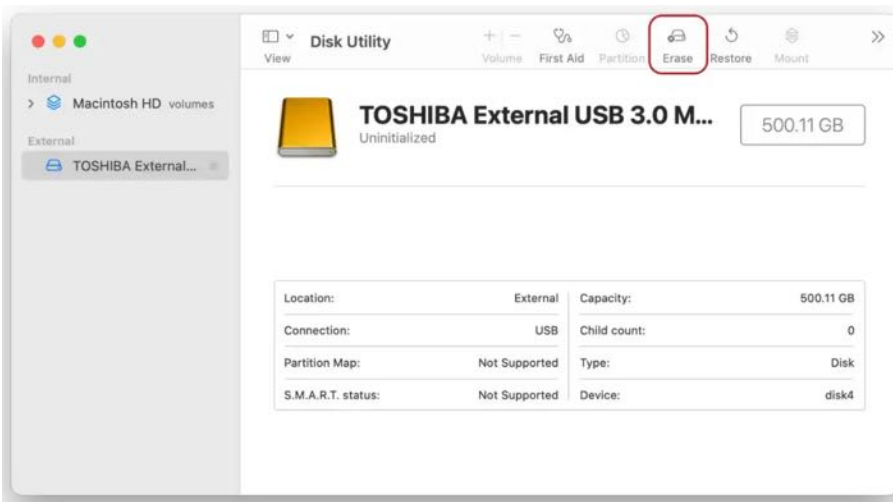 Disk Utility
View
Volume First Aid Partition Erase Restore Mount
Internal
Macintosh HD volumes
External
TOSHIBA External...
TOSHIBA External USB 3.0 M...
Uninitialized
500.11 GB
Location: External Capacity: 500.11 GB
Connection: USB Child count: 0
Partition Map: Not Supported Type: Disk
S.M.A.R.T. status: Not Supported Device: disk4